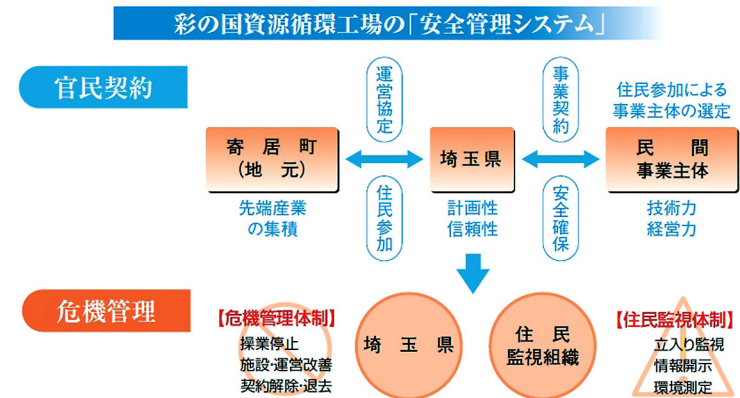 彩の国資源循環工場の「安全管理システム」
官民契約
運営協定
事業契約
住民参加による
事業主体の選定
寄居町
(地元)
埼玉県
民間
事業主体
先端産業
の集積
住民参加
計画性
信頼性
安全確保
技術力
経営力
危機管理
【危機管理体制】
操業停止
施設・運営改善
契約解除・退去
埼玉県
住民
監視組織
【住民監視体制】
立入り監視
情報開示
環境測定